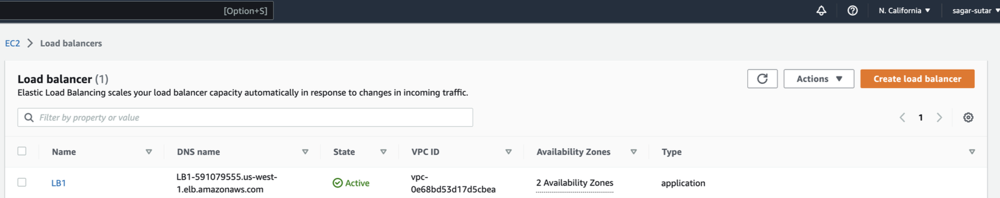 [Option+S] N. California sagar-sutar
EC2 Load balancers
Load balancer (1) Actions Create load balancer
Elastic Load Balancing scales your load balancer capacity automatically in response to changes in incoming traffic.
Filter by property or value 1
Name DNS name State VPC ID Availability Zones Type
LB1 LB1-591079555.us-west-1.elb.amazonaws.com Active vpc-0e68bd53d17d5cbea 2 Availability Zones application